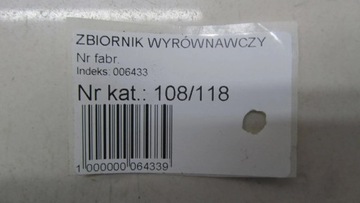 ZBIORNIK WYRÓWNAWCZY
Nr fabr.
Indeks: 006433
Nr kat.: 108/118
1 000000 064339